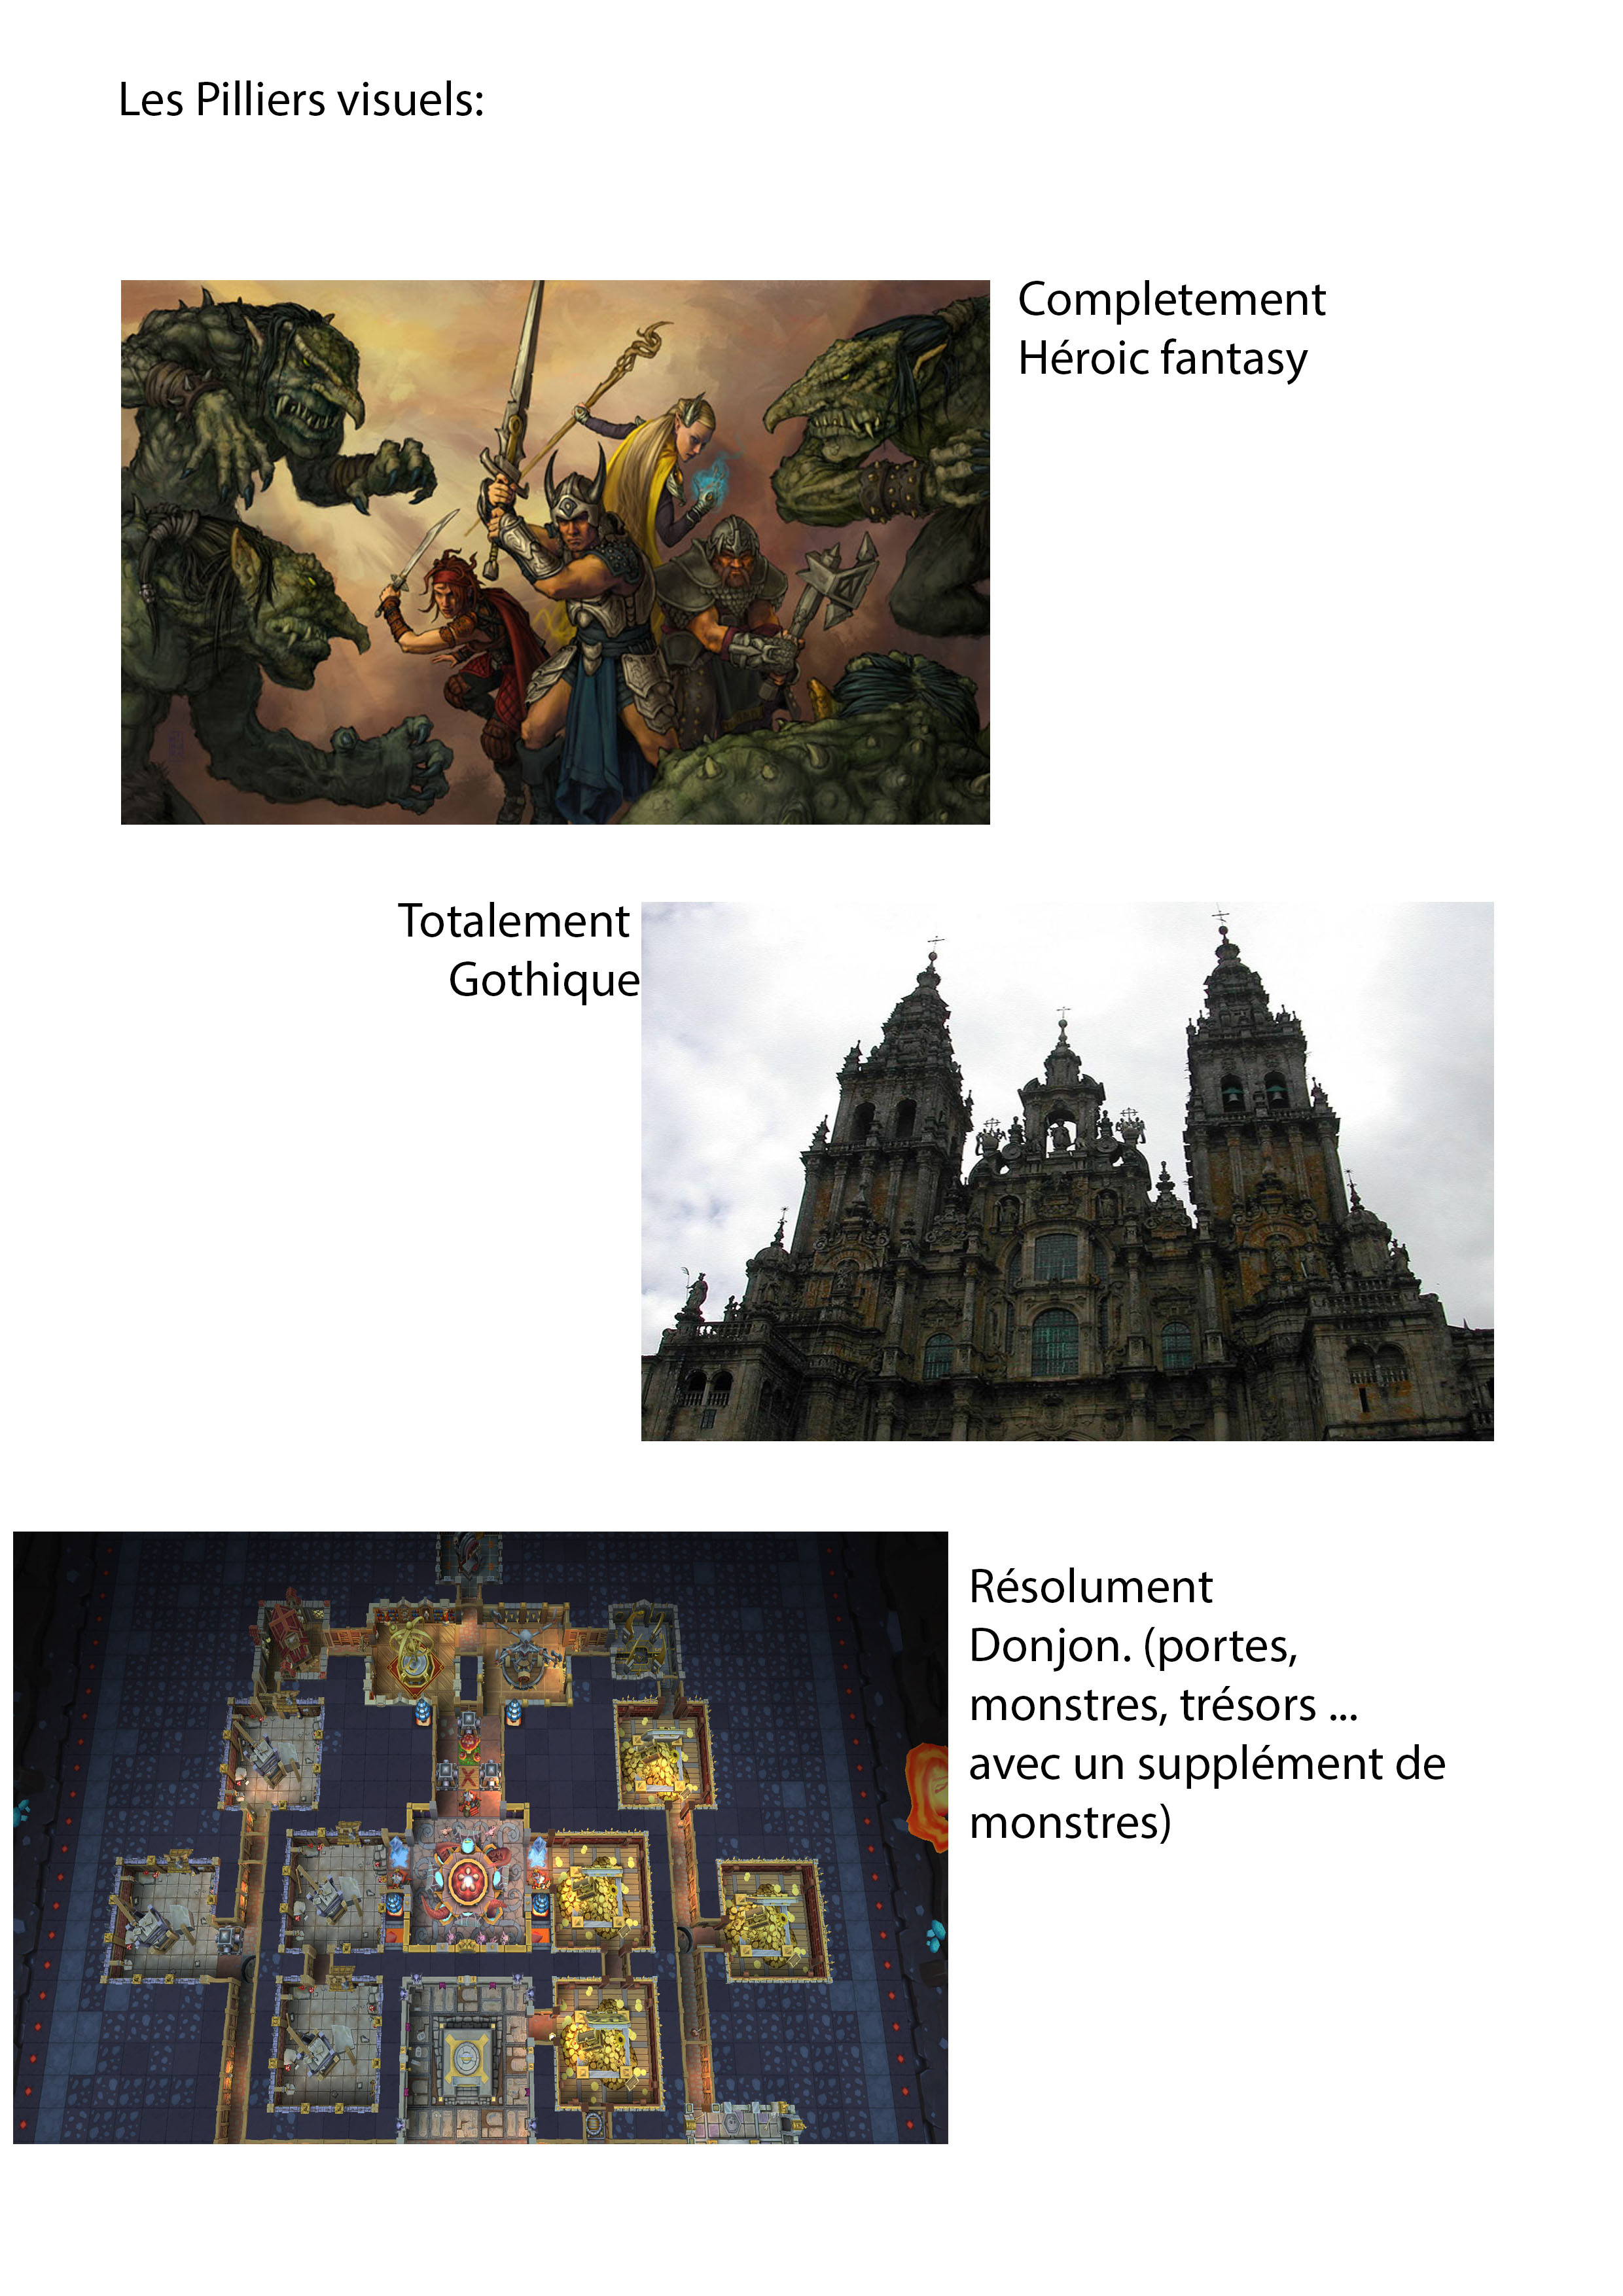 Les Pilliers visuels:
Completement
Héroic fantasy
Totalement
Gothique
Résolument
Donjon. (portes,
monstres, trésors ...
avec un supplément de
monstres)